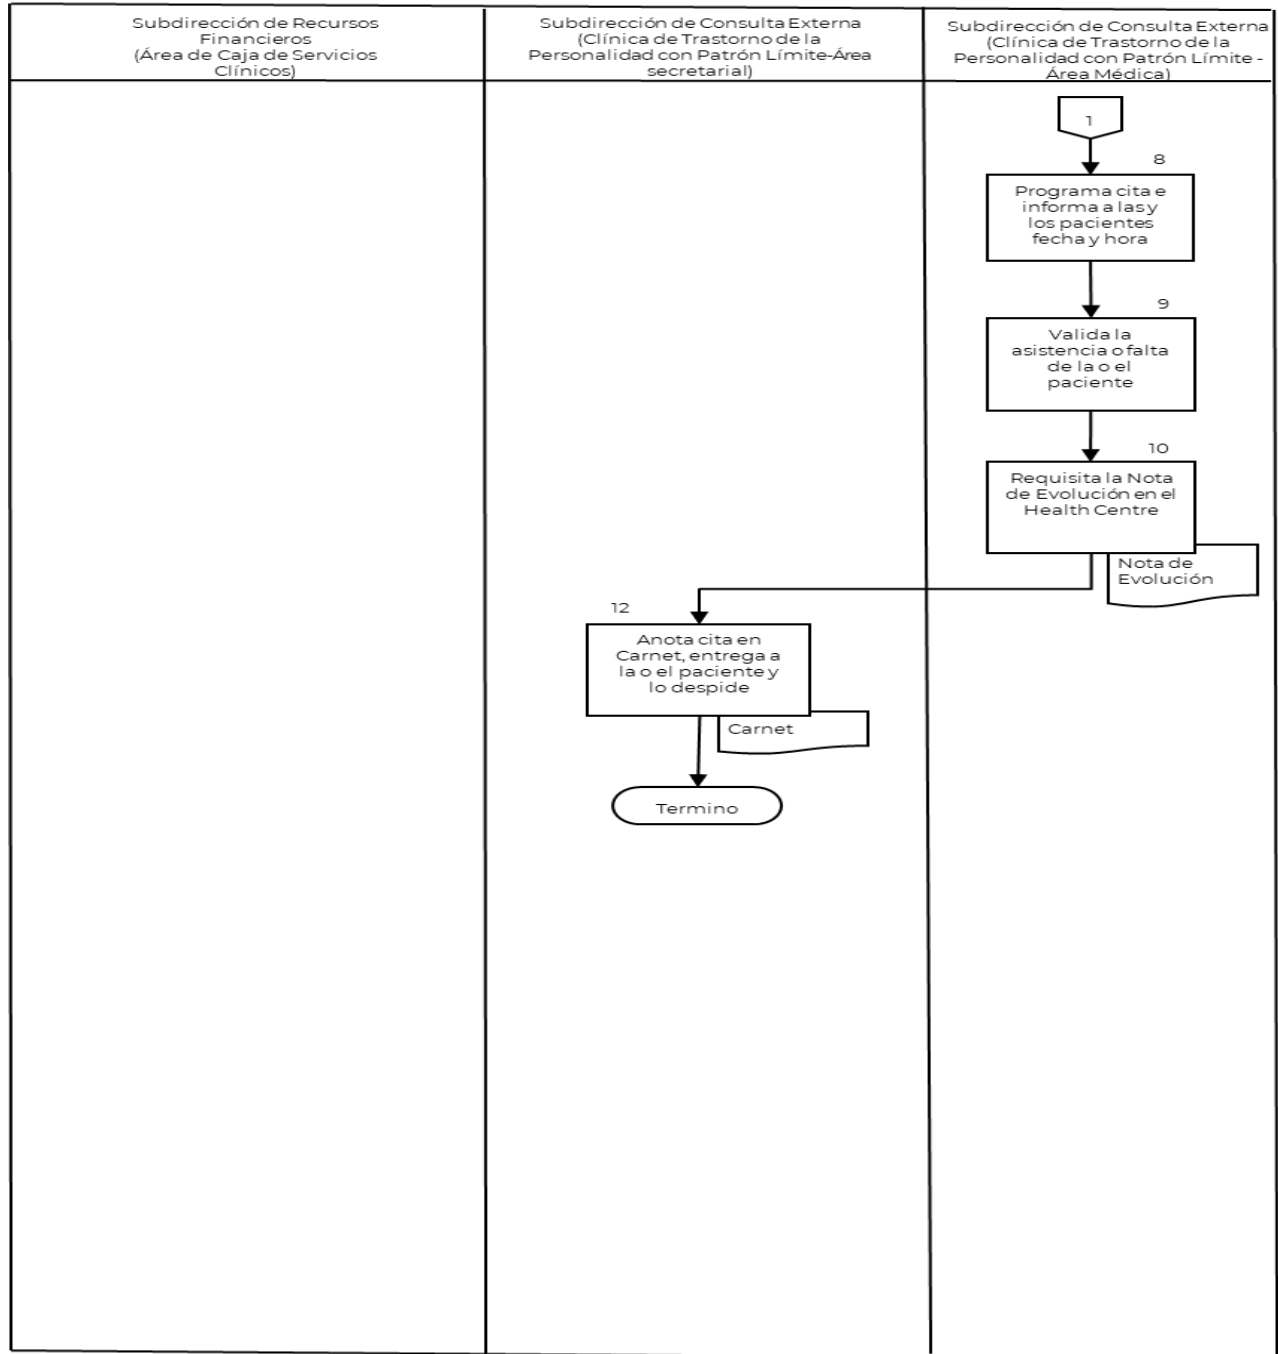 Subdirección de Recursos
Financieros
(Área de Caja de Servicios
Clínicos)
Subdirección de Consulta Externa
(Clínica de Trastorno de la
Personalidad con Patrón Límite-Área
secretarial)
Subdirección de Consulta Externa
(Clínica de Trastorno de la
Personalidad con Patrón Límite -
Área Médica)
1
8
Programa cita e
informa a las y
los pacientes
fecha y hora
9
Valida la
asistencia o falta
de la o el
paciente
10
Requisita la Nota
de Evolución en el
Health Centre
Nota de
Evolución
12
Anota cita en
Carnet, entrega a
la o el paciente y
lo despide
Carnet
Termino